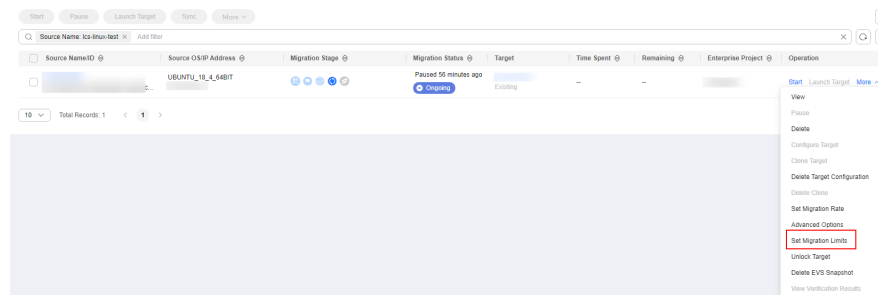 Start Pause Launch Target Sync More
Source Name: lcs-linux-test × Add filter
Source Name/ID Source OS/IP Address Migration Stage Migration Status Target Time Spent Remaining Enterprise Project Operation
UBUNTU_18_4_64BIT Paused 56 minutes ago
c... Ongoing Existing -- -- Start Launch Target More
View
10 Total Records: 1 < 1 >
Pause
Delete
Configure Target
Clone Target
Delete Target Configuration
Delete Clone
Set Migration Rate
Advanced Options
Set Migration Limits
Unlock Target
Delete EVS Snapshot
View Verification Results